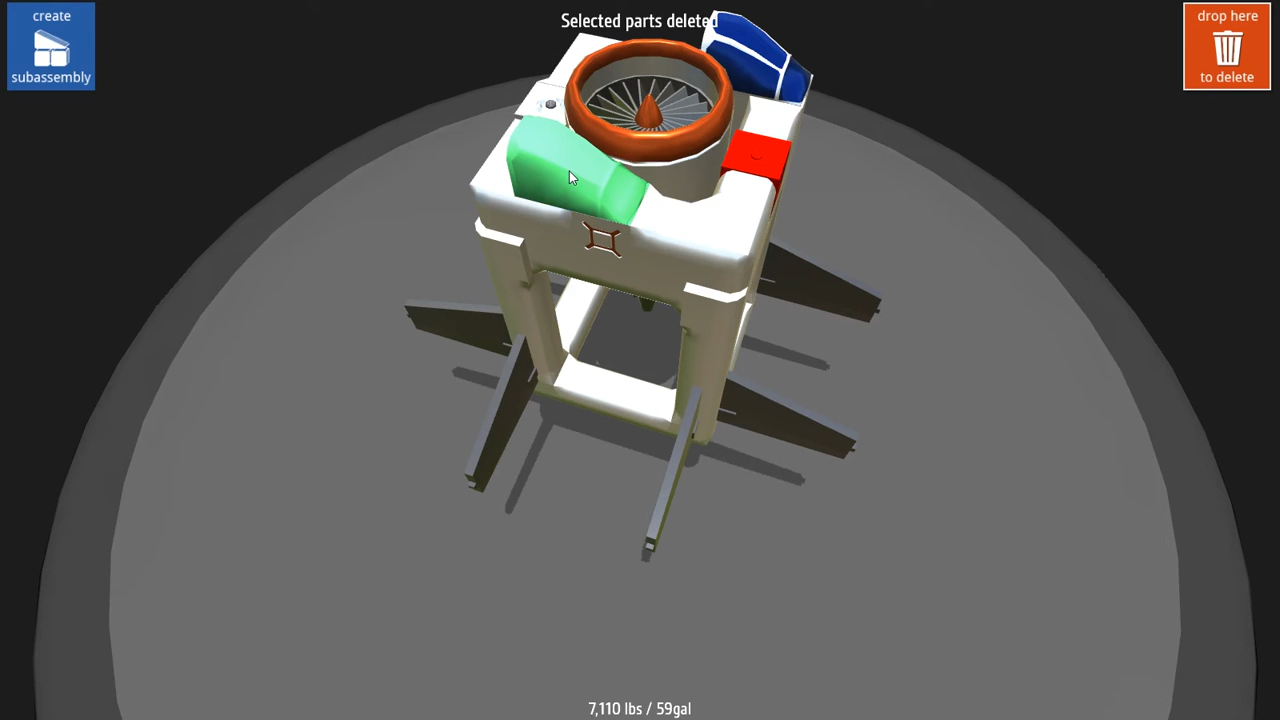 create
subassembly
Selected parts deleted
drop here
to delete
7,110 lbs / 59gal